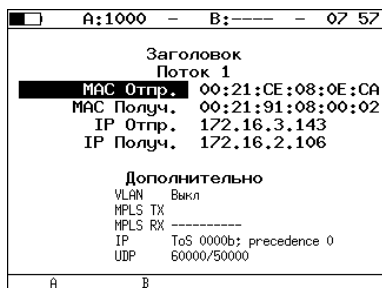 A:1000 – B:---- – 07 57
Заголовок
Поток 1
MAC Отпр. 00:21:CE:08:0E:CA
MAC Получ. 00:21:91:08:00:02
IP Отпр. 172.16.3.143
IP Получ. 172.16.2.106
Дополнительно
VLAN Выкл
MPLS TX
MPLS RX ----------
IP ToS 0000b; precedence 0
UDP 60000/50000
A B